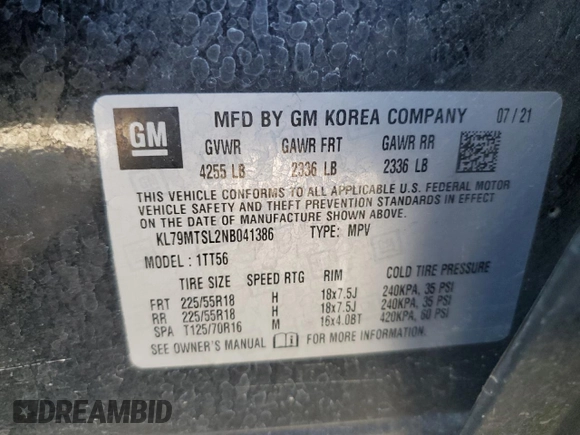 GM
MFD BY GM KOREA COMPANY 07/21
GVWR GAWR FRT GAWR RR
4255 LB 2336 LB 2336 LB
THIS VEHICLE CONFORMS TO ALL APPLICABLE U.S. FEDERAL MOTOR
VEHICLE SAFETY AND THEFT PREVENTION STANDARDS IN EFFECT
ON THE DATE OF MANUFACTURE SHOWN ABOVE.
KL79MTSL2NB041386 TYPE: MPV
MODEL: 1TT56
TIRE SIZE SPEED RTG RIM COLD TIRE PRESSURE
FRT 225/55R18 H 18x7.5J 240KPA, 35 PSI
RR 225/55R18 H 18x7.5J 240KPA, 35 PSI
SPA T125/70R16 M 16x4.0BT 420KPA, 60 PSI
SEE OWNER'S MANUAL FOR MORE INFORMATION.
DREAMBID